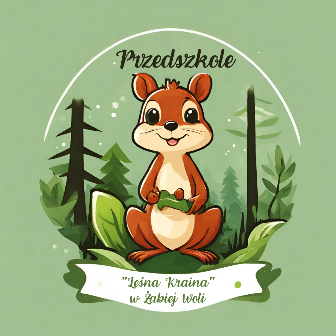 Przedszkole
"Leśna Kraina"
w Żabiej Woli